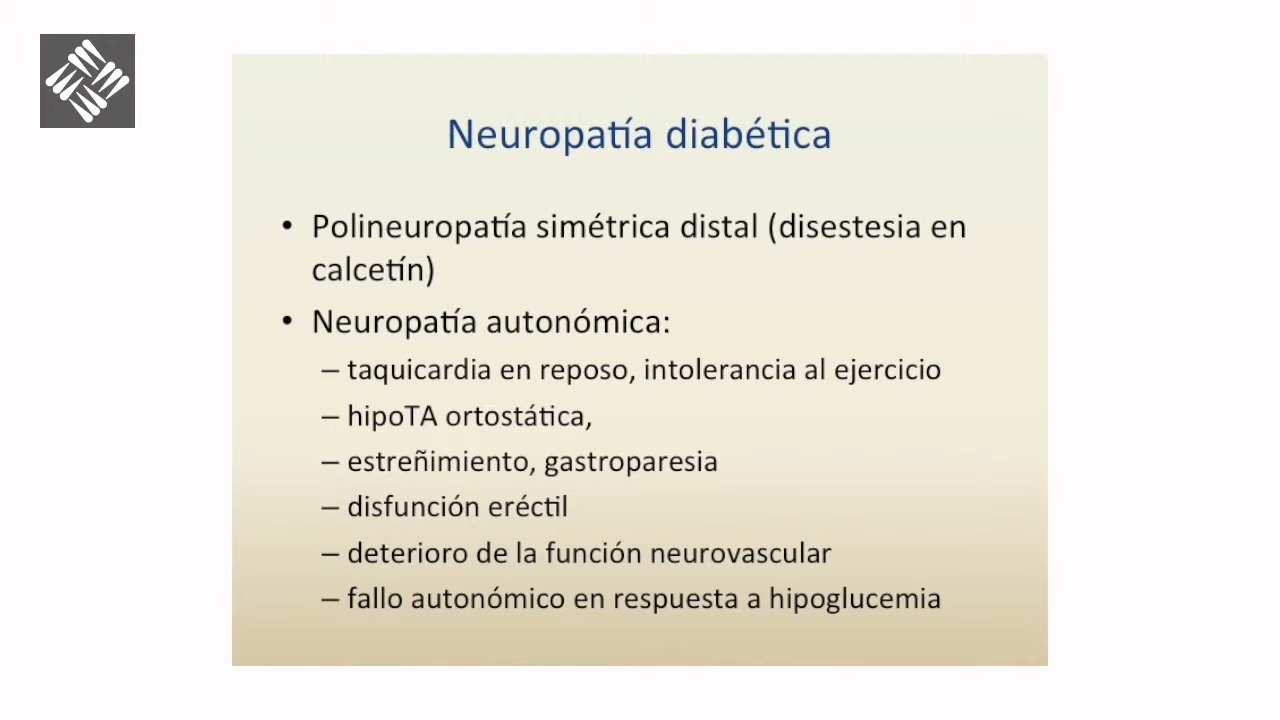 Neuropatía diabética
• Polineuropatía simétrica distal (disestesia en
calcetín)
• Neuropatía autonómica:
– taquicardia en reposo, intolerancia al ejercicio
– hipoTA ortostática,
– estreñimiento, gastroparesia
– disfunción eréctil
– deterioro de la función neurovascular
– fallo autonómico en respuesta a hipoglucemia